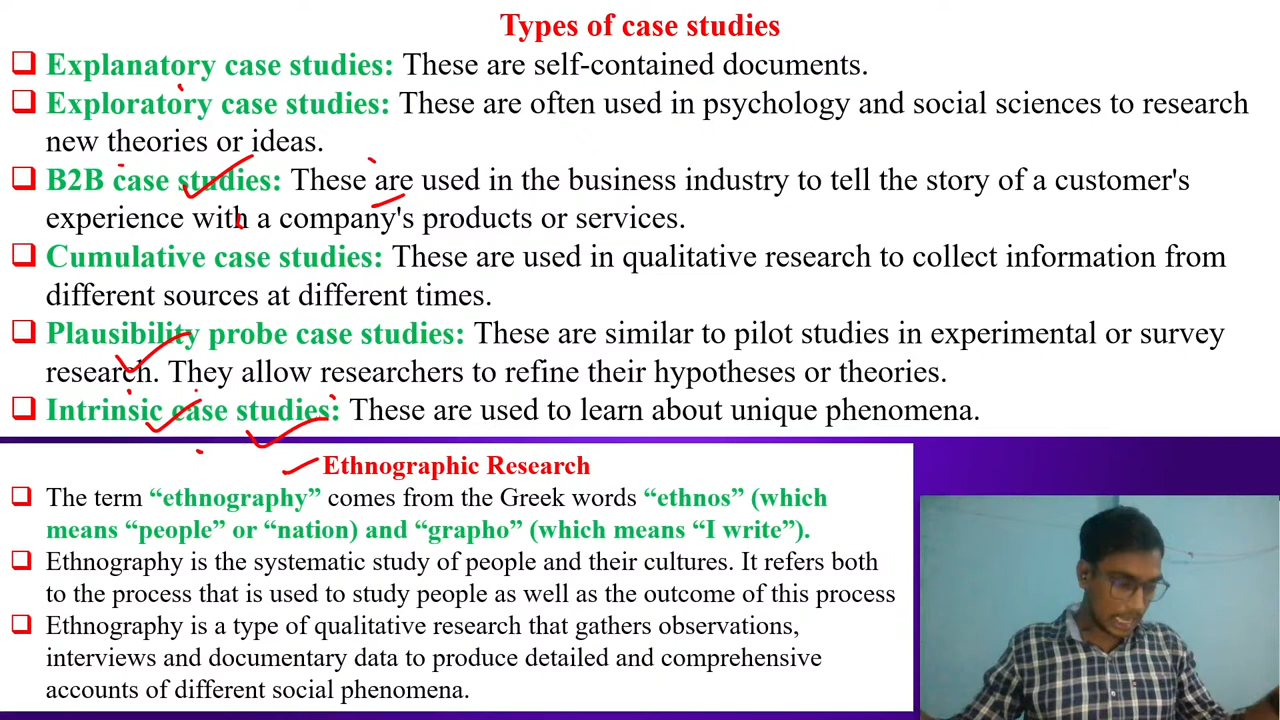 Types of case studies
❑ Explanatory case studies: These are self-contained documents.
❑ Exploratory case studies: These are often used in psychology and social sciences to research
new theories or ideas.
❑ B2B case studies: These are used in the business industry to tell the story of a customer's
experience with a company's products or services.
❑ Cumulative case studies: These are used in qualitative research to collect information from
different sources at different times.
❑ Plausibility probe case studies: These are similar to pilot studies in experimental or survey
research. They allow researchers to refine their hypotheses or theories.
❑ Intrinsic case studies: These are used to learn about unique phenomena.
Ethnographic Research
❑ The term “ethnography” comes from the Greek words “ethnos” (which
means “people” or “nation) and “grapho” (which means “I write”).
❑ Ethnography is the systematic study of people and their cultures. It refers both
to the process that is used to study people as well as the outcome of this process
❑ Ethnography is a type of qualitative research that gathers observations,
interviews and documentary data to produce detailed and comprehensive
accounts of different social phenomena.